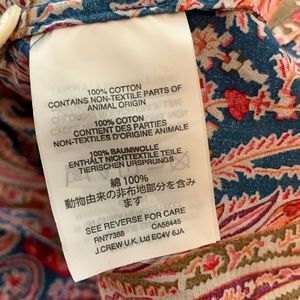 100% COTTON
CONTAINS NON-TEXTILE PARTS OF
ANIMAL ORIGIN
100% COTON
CONTIENT DES PARTIES
NON-TEXTILES D'ORIGINE ANIMALE
100% BAUMWOLLE
ENTHÄLT NICHTTEXTILE TEILE
TIERISCHEN URSPRUNGS
綿 100%
動物由来の非布地部分を含み
ます
SEE REVERSE FOR CARE
RN77388 CA56445
J.CREW U.K. Ltd EC4V 6JA